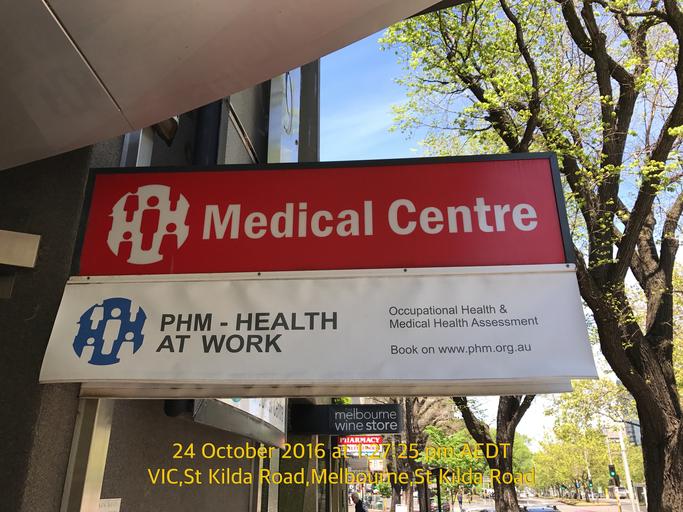 Medical Centre
PHM - HEALTH
AT WORK
Occupational Health &
Medical Health Assessment
Book on www.phm.org.au
melbourne
wine store
PHARMACY
24 October 2016 at 1:27:25 pm AEDT
VIC,St Kilda Road,Melbourne,St Kilda Road